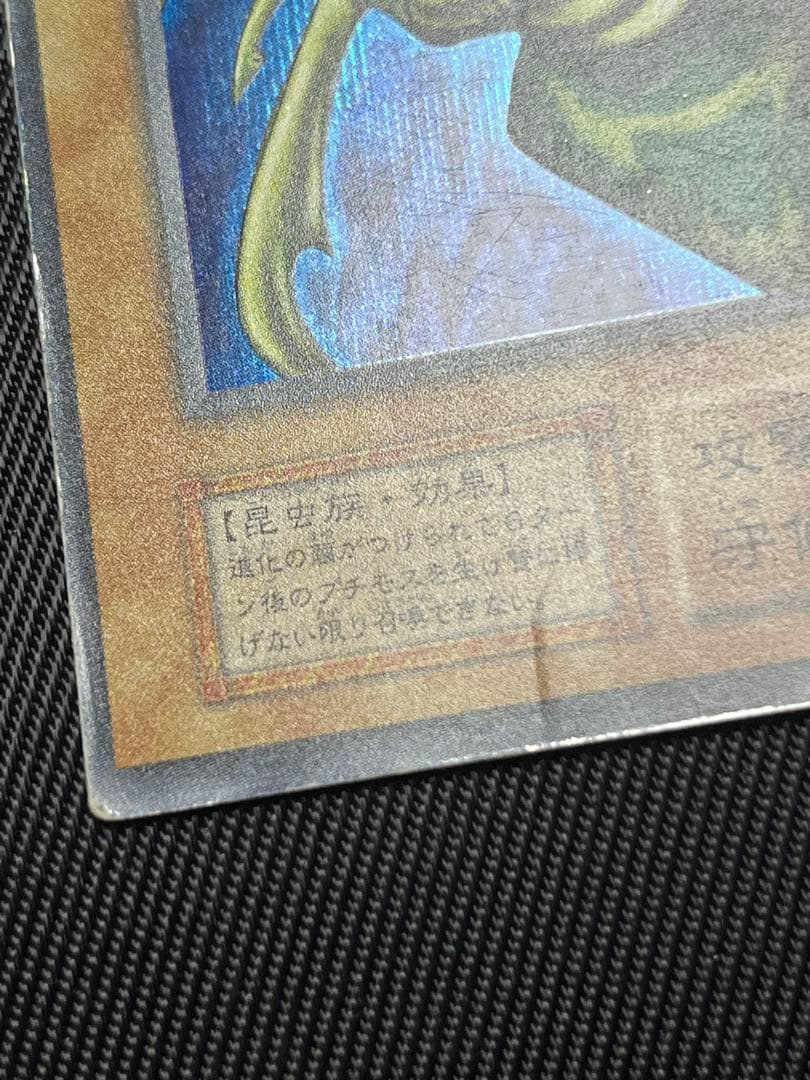 【昆虫族・効果】
進化の繭がつけられて6ター
ン後のプチモスを生け贄に捧
げない限り召喚できない。
攻撃
守備